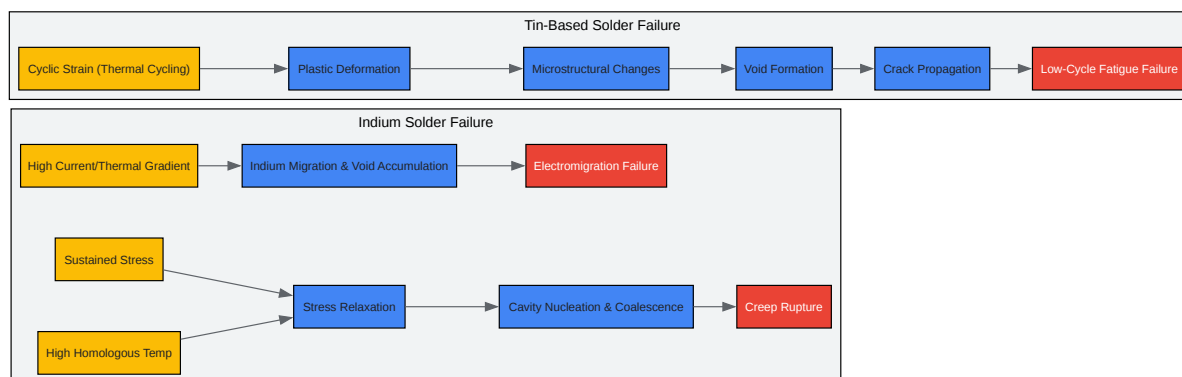 Tin-Based Solder Failure
Cyclic Strain (Thermal Cycling)
Plastic Deformation
Microstructural Changes
Void Formation
Crack Propagation
Low-Cycle Fatigue Failure
Indium Solder Failure
High Current/Thermal Gradient
Indium Migration & Void Accumulation
Electromigration Failure
Sustained Stress
High Homologous Temp
Stress Relaxation
Cavity Nucleation & Coalescence
Creep Rupture